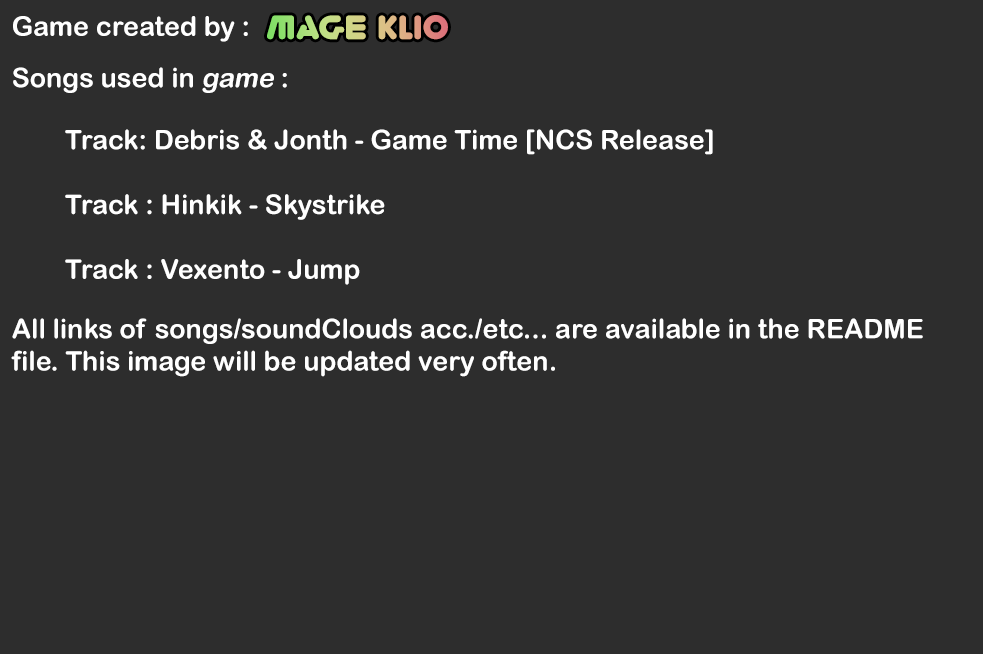 Game created by : MAGE KLIO
Songs used in game :
Track: Debris & Jonth - Game Time [NCS Release]
Track : Hinkik - Skystrike
Track : Vexento - Jump
All links of songs/soundClouds acc./etc... are available in the README
file. This image will be updated very often.